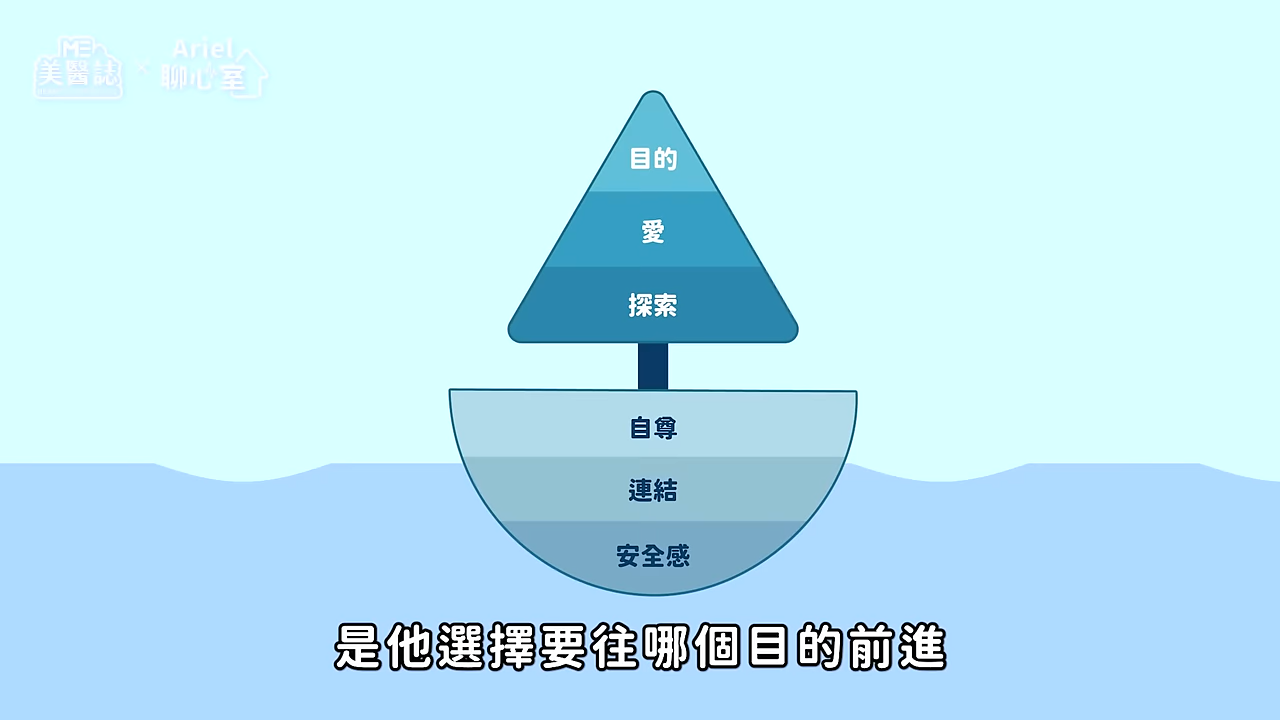 ME
美醫誌
×
Ariel
聊心室
目的
愛
探索
自尊
連結
安全感
是他選擇要往哪個目的前進